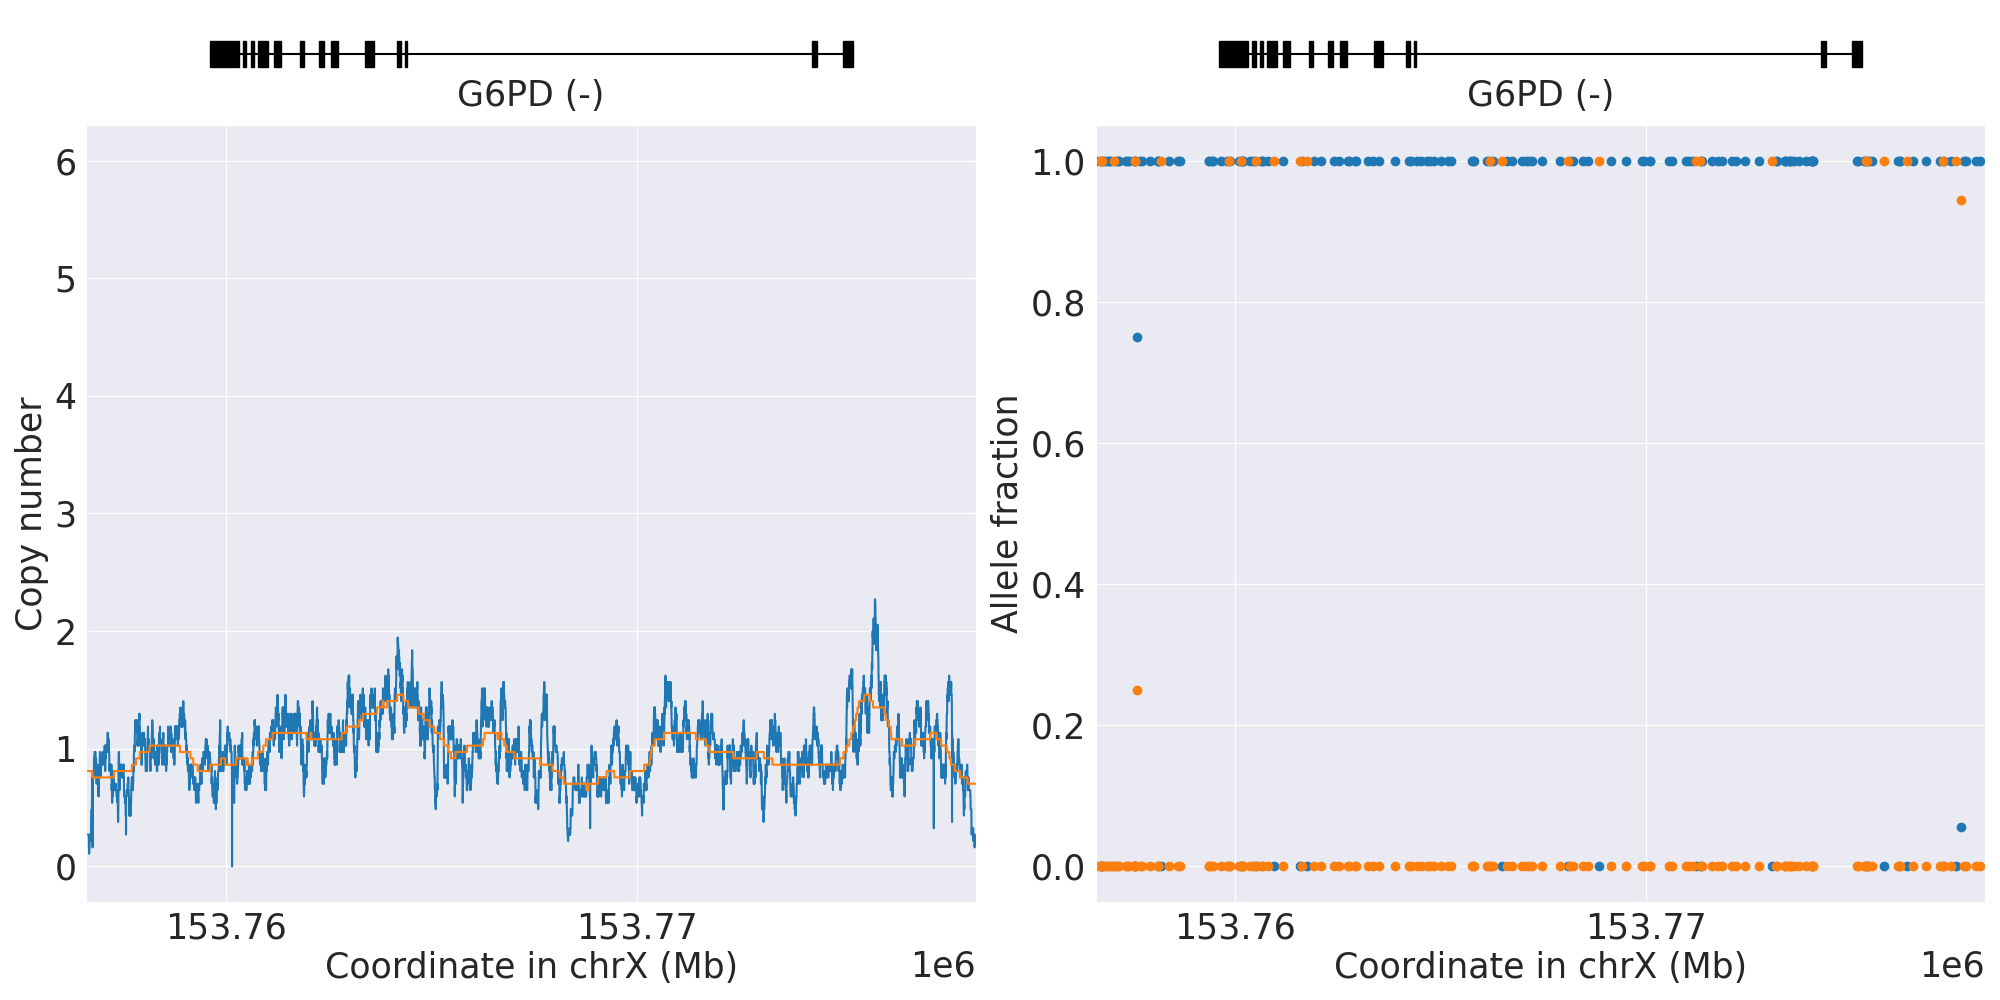 G6PD (-)
6
5
4
3
2
1
0
Copy number
153.76
153.77
Coordinate in chrX (Mb)
1e6
G6PD (-)
1.0
0.8
0.6
0.4
0.2
0.0
Allele fraction
153.76
153.77
Coordinate in chrX (Mb)
1e6